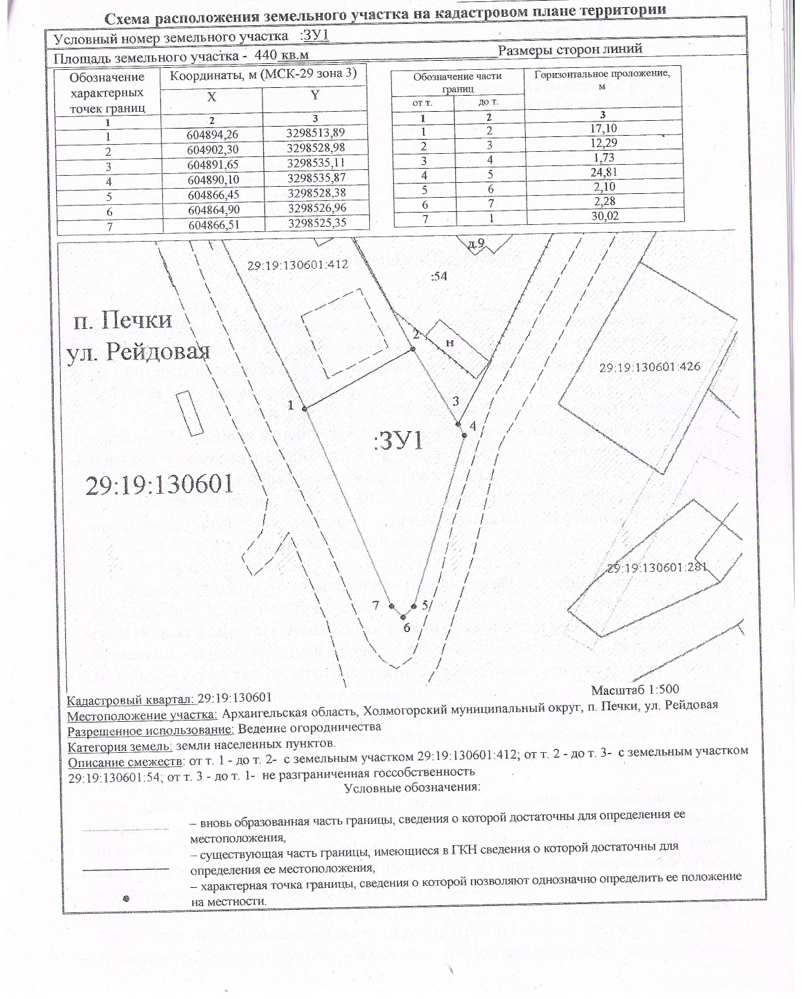 Схема расположения земельного участка на кадастровом плане территории
Условный номер земельного участка :ЗУ1
Площадь земельного участка - 440 кв.м Размеры сторон линий
Обозначение характерных точек границ Координаты, м (МСК-29 зона 3)
X Y
1 2 3
1 604894,26 3298513,89
2 604902,30 3298528,98
3 604891,65 3298535,11
4 604890,10 3298535,87
5 604866,45 3298528,38
6 604864,90 3298526,96
7 604866,51 3298525,35
Обозначение части границ Горизонтальное проложение, м
от т. до т.
1 2 3
1 2 17,10
2 3 12,29
3 4 1,73
4 5 24,81
5 6 2,10
6 7 2,28
7 1 30,02
д.9
29:19:130601:412
:54
п. Печки
2
н
ул. Рейдовая
29:19:130601:426
1
3
4
:ЗУ1
29:19:130601
29:19:130601:281
7
5
6
Масштаб 1:500
Кадастровый квартал: 29:19:130601
Местоположение участка: Архангельская область, Холмогорский муниципальный округ, п. Печки, ул. Рейдовая
Разрешенное использование: Ведение огородничества
Категория земель: земли населенных пунктов.
Описание смежеств: от т. 1 - до т. 2- с земельным участком 29:19:130601:412; от т. 2 - до т. 3- с земельным участком
29:19:130601:54; от т. 3 - до т. 1- не разграниченная госсобственность
Условные обозначения:
– вновь образованная часть границы, сведения о которой достаточны для определения ее
местоположения,
– существующая часть границы, имеющиеся в ГКН сведения о которой достаточны для
определения ее местоположения,
– характерная точка границы, сведения о которой позволяют однозначно определить ее положение
на местности.